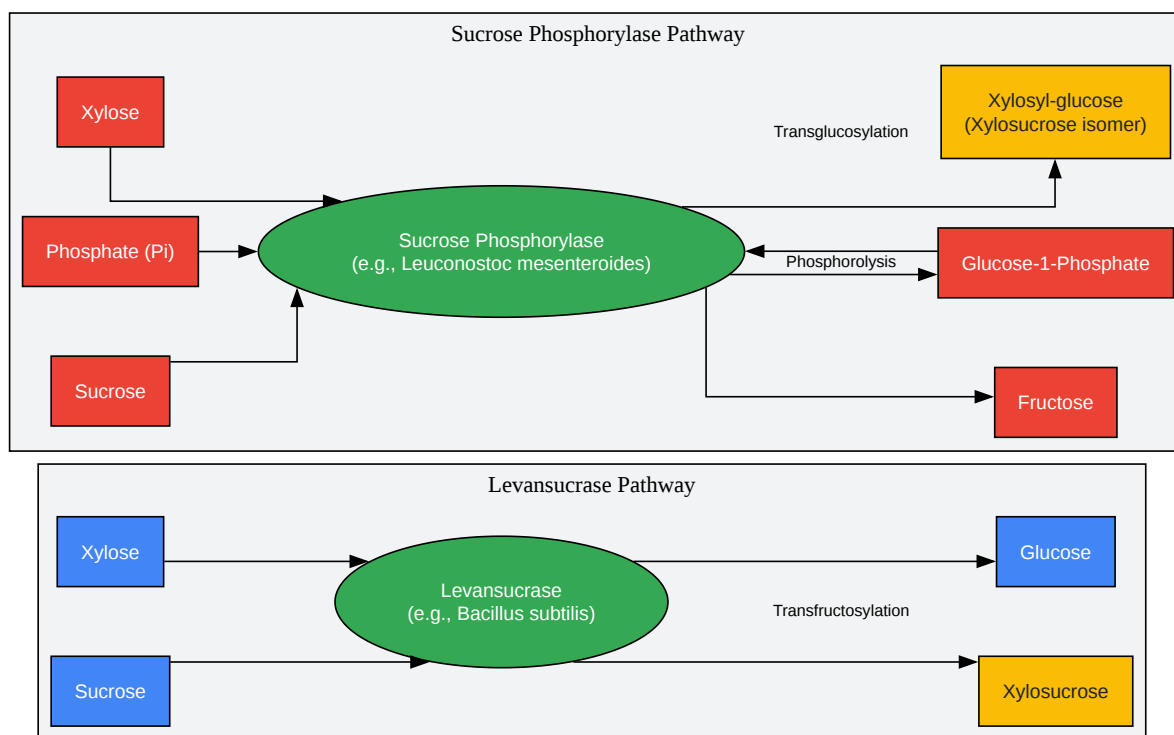 Sucrose Phosphorylase Pathway
Xylose
Xylosyl-glucose
(Xylosucrose isomer)
Transglucosylation
Phosphate (Pi)
Sucrose Phosphorylase
(e.g., Leuconostoc mesenteroides)
Phosphorolysis
Glucose-1-Phosphate
Sucrose
Fructose
Levansucrase Pathway
Xylose
Glucose
Levansucrase
(e.g., Bacillus subtilis)
Transfructosylation
Sucrose
Xylosucrose